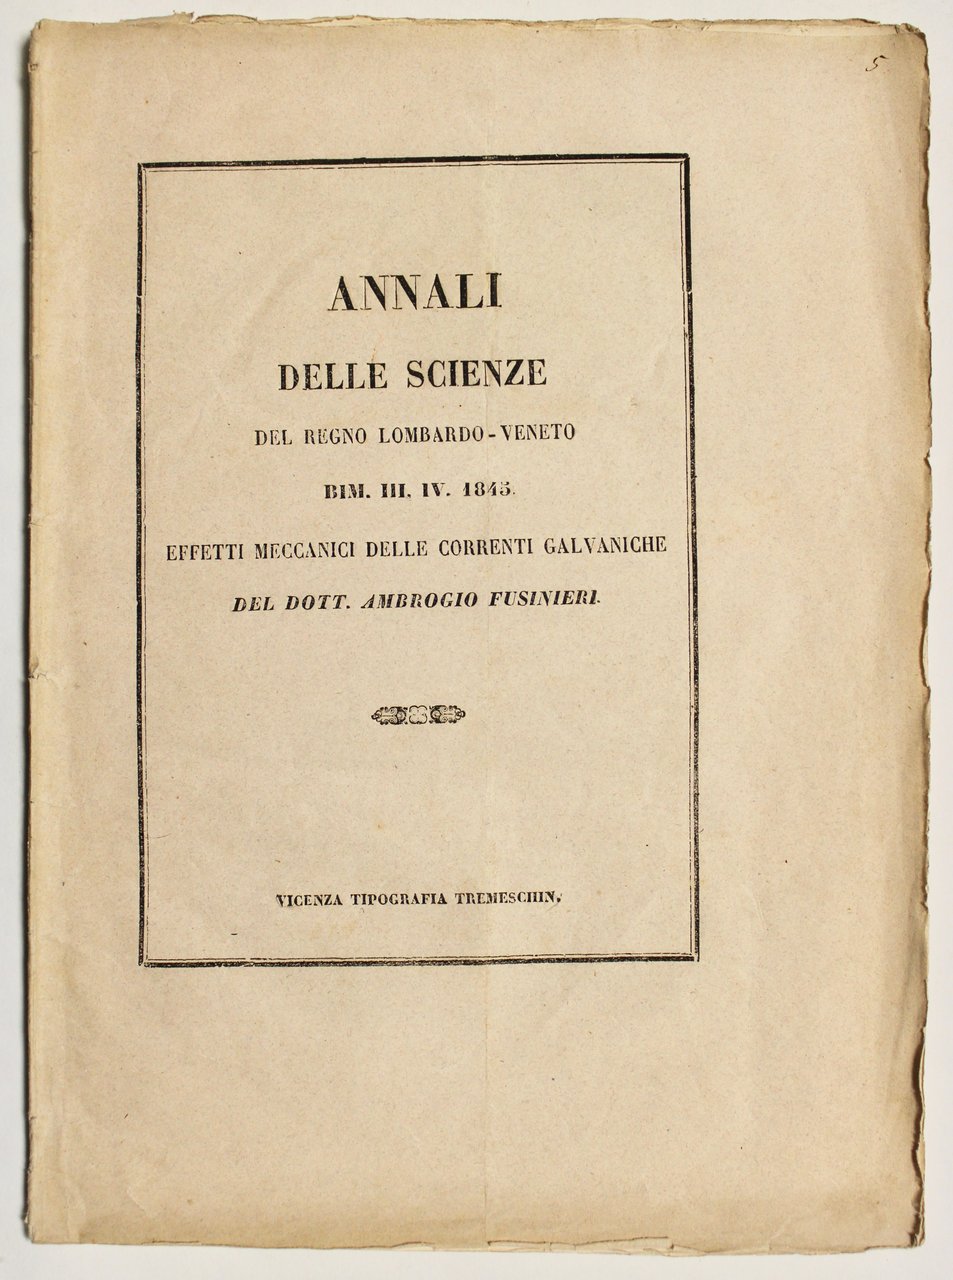 5
ANNALI
DELLE SCIENZE
DEL REGNO LOMBARDO-VENETO
BIM. III. IV. 1845.
EFFETTI MECCANICI DELLE CORRENTI GALVANICHE
DEL DOTT. AMBROGIO FUSINIERI.
VICENZA TIPOGRAFIA TREMESCHIN.